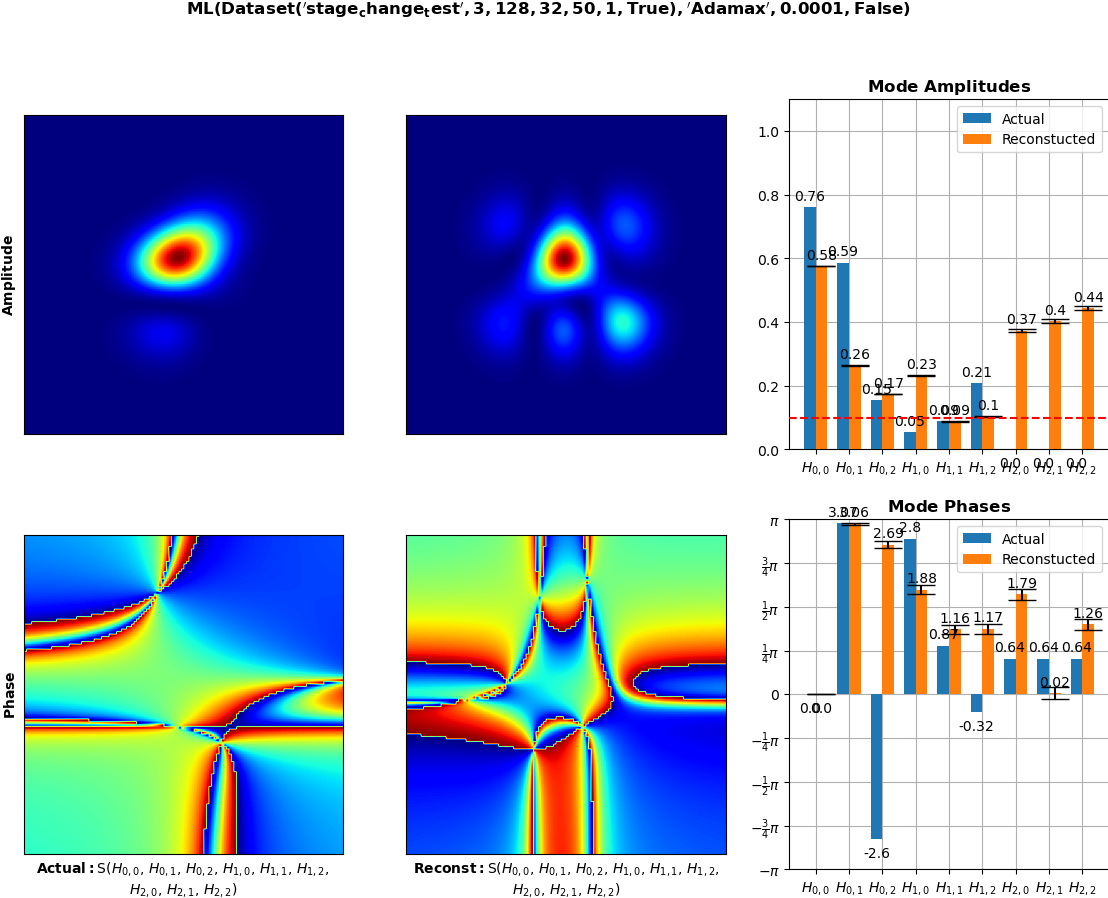 ML(Dataset('stage_change_test', 3, 128, 32, 50, 1, True), 'Adamax', 0.0001, False)
Amplitude
Mode Amplitudes
Actual
Reconstucted
1.0
0.8
0.6
0.4
0.2
0.0
0.76 0.58 0.59 0.26 0.15 0.17 0.05 0.23 0.09 0.09 0.21 0.1 0.0 0.37 0.0 0.4 0.0 0.44
H0,0 H0,1 H0,2 H1,0 H1,1 H1,2 H2,0 H2,1 H2,2
Phase
Actual:S(H0,0, H0,1, H0,2, H1,0, H1,1, H1,2,
H2,0, H2,1, H2,2)
Reconst:S(H0,0, H0,1, H0,2, H1,0, H1,1, H1,2,
H2,0, H2,1, H2,2)
Mode Phases
Actual
Reconstucted
π
3/4π
1/2π
1/4π
0
−1/4π
−1/2π
−3/4π
−π
0.0 0.0 3.07 3.06 -2.6 2.69 2.8 1.88 0.87 1.16 -0.32 1.17 0.64 1.79 0.64 0.02 0.64 1.26
H0,0 H0,1 H0,2 H1,0 H1,1 H1,2 H2,0 H2,1 H2,2